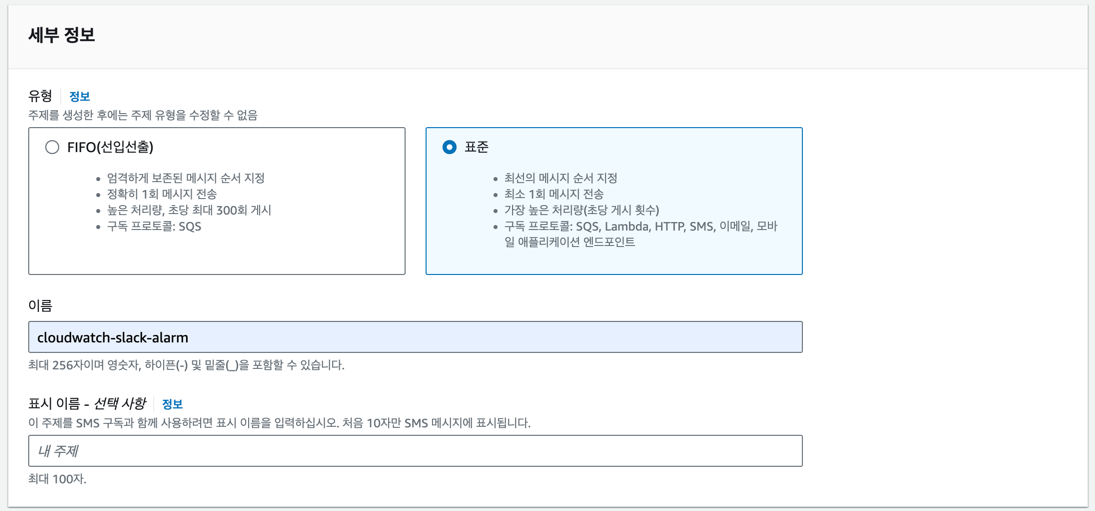 세부 정보
유형 정보
주제를 생성한 후에는 주제 유형을 수정할 수 없음
FIFO(선입선출)
• 엄격하게 보존된 메시지 순서 지정
• 정확히 1회 메시지 전송
• 높은 처리량, 초당 최대 300회 게시
• 구독 프로토콜: SQS
표준
• 최선의 메시지 순서 지정
• 최소 1회 메시지 전송
• 가장 높은 처리량(초당 게시 횟수)
• 구독 프로토콜: SQS, Lambda, HTTP, SMS, 이메일, 모바
일 애플리케이션 엔드포인트
이름
cloudwatch-slack-alarm
최대 256자이며 영숫자, 하이픈(-) 및 밑줄(_)을 포함할 수 있습니다.
표시 이름 - 선택 사항 정보
이 주제를 SMS 구독과 함께 사용하려면 표시 이름을 입력하십시오. 처음 10자만 SMS 메시지에 표시됩니다.
내 주제
최대 100자.